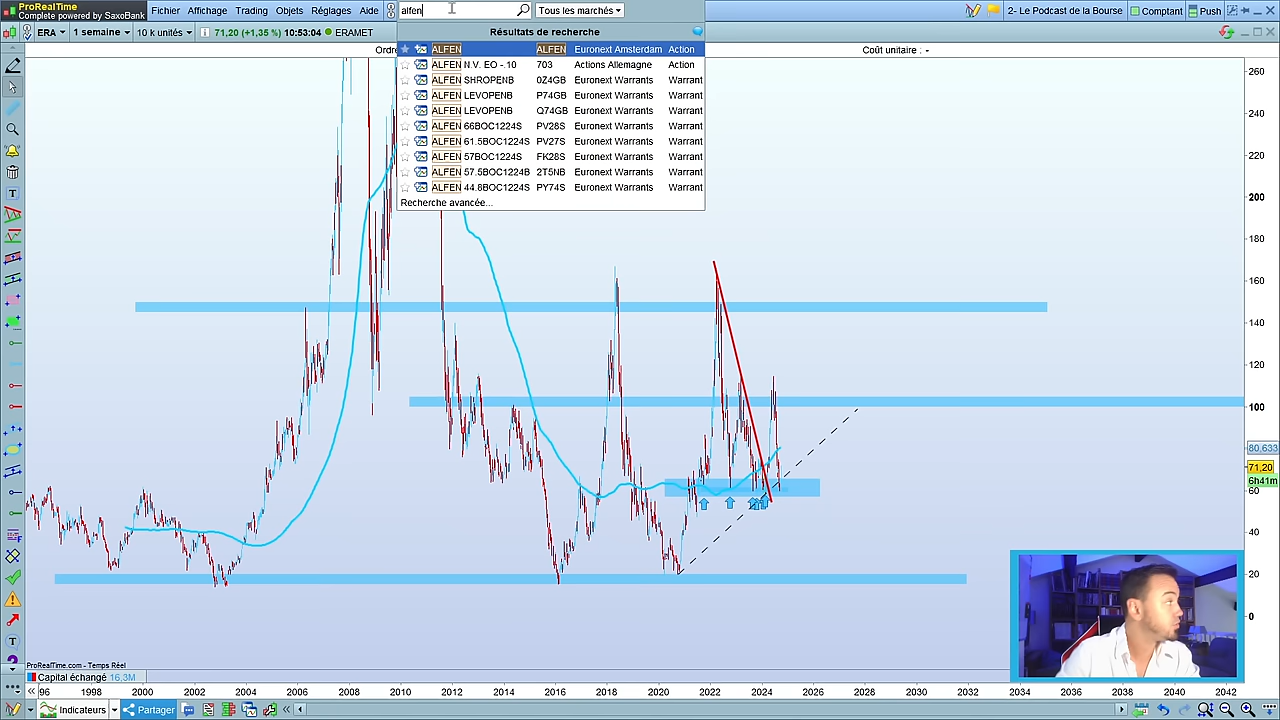 ProRealTime
Complete powered by SaxoBank
Fichier Affichage Trading Objets Réglages Aide alfen Tous les marchés 2- Le Podcast de la Bourse Comptant Push
ERA 1 semaine 10 k unités 71,20 (+1,35 %) 10:53:04 ERAMET
Résultats de recherche
Ordre Coût unitaire : -
ALFEN ALFEN Euronext Amsterdam Action
ALFEN N.V. EO -.10 703 Actions Allemagne Action
ALFEN SHROPENB 0Z4GB Euronext Warrants Warrant
ALFEN LEVOPENB P74GB Euronext Warrants Warrant
ALFEN LEVOPENB Q74GB Euronext Warrants Warrant
ALFEN 66BOC1224S PV28S Euronext Warrants Warrant
ALFEN 61.5BOC1224S PV27S Euronext Warrants Warrant
ALFEN 57BOC1224S FK28S Euronext Warrants Warrant
ALFEN 57.5BOC1224B 2T5NB Euronext Warrants Warrant
ALFEN 44.8BOC1224S PY74S Euronext Warrants Warrant
Recherche avancée...
260
240
220
200
180
160
140
120
100
80,633
71,20
6h41m
60
40
20
0
ProRealTime.com - Temps Réel
Capital échangé 16,3M
96 1998 2000 2002 2004 2006 2008 2010 2012 2014 2016 2018 2020 2022 2024 2026 2028 2030 2032 2034 2036 2038 2040 2042
Indicateurs Partager